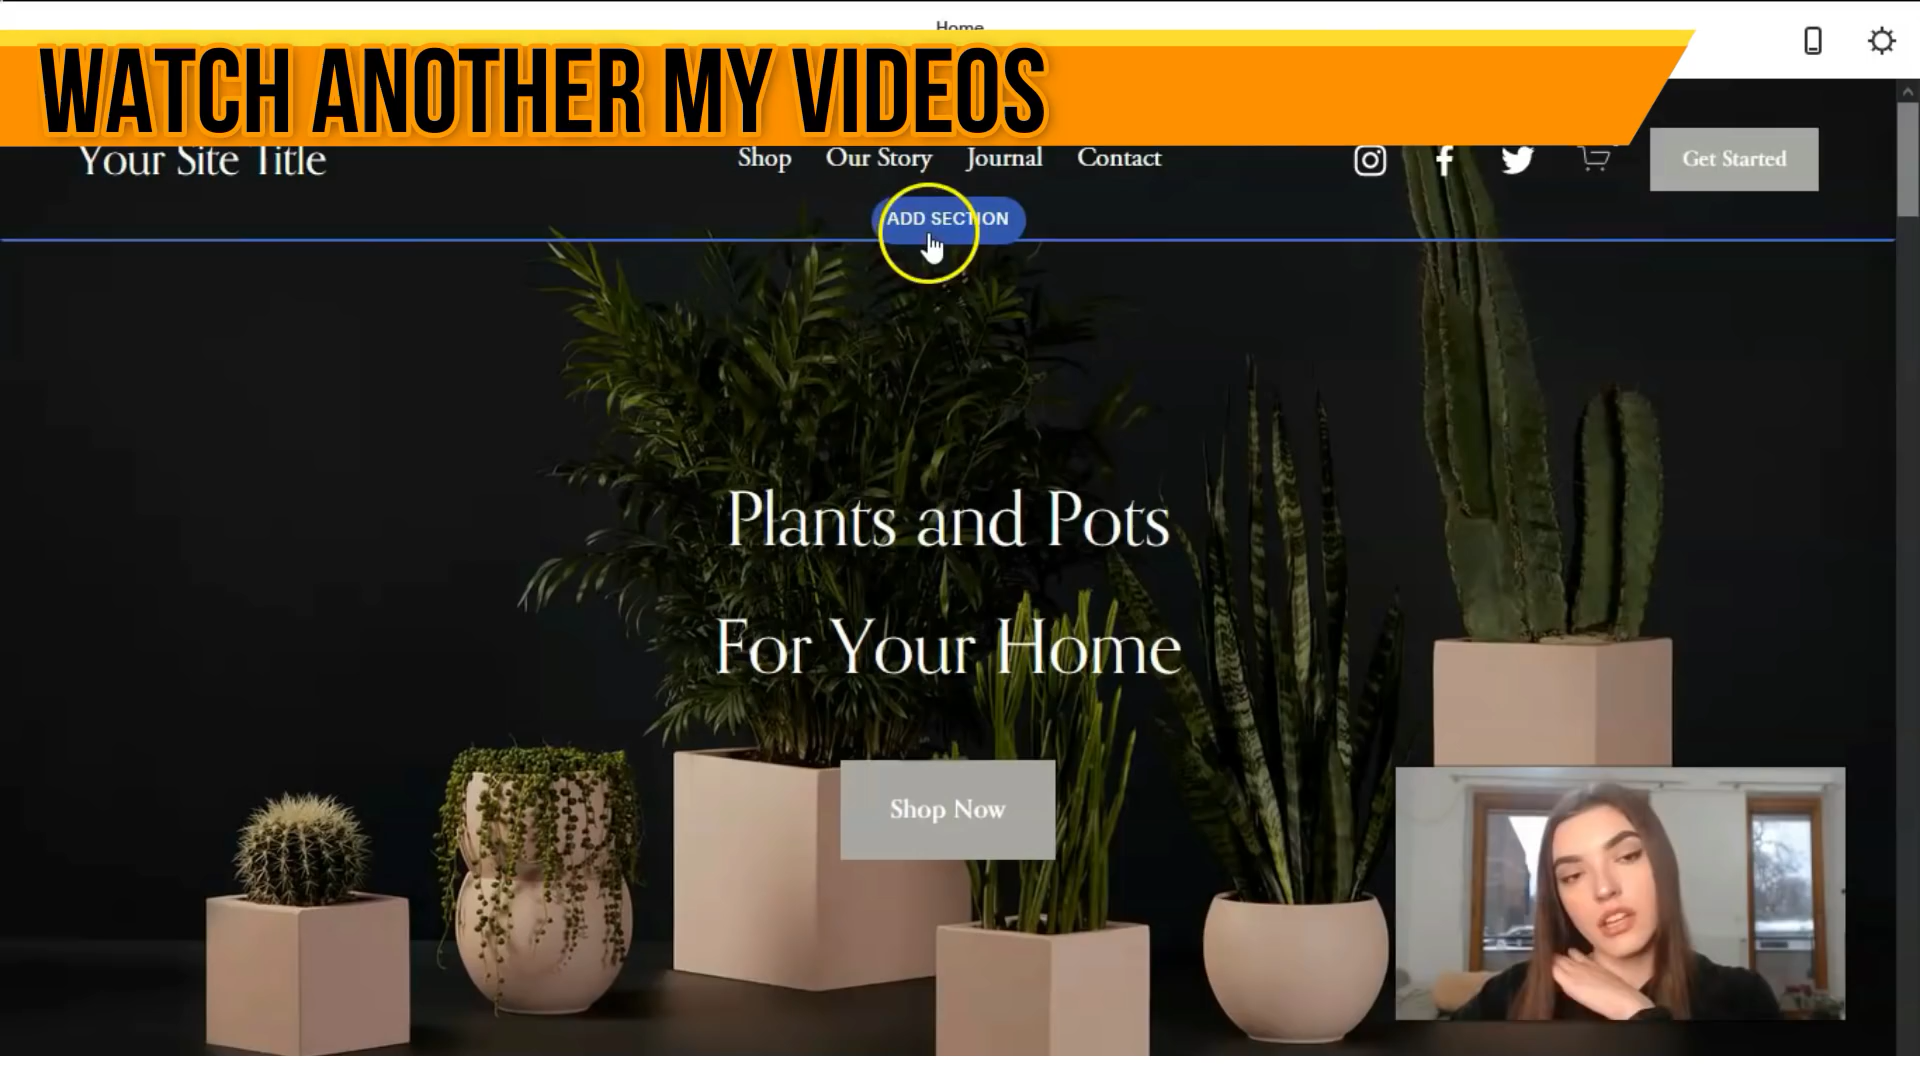 Home
WATCH ANOTHER MY VIDEOS
Your Site Title
Shop Our Story Journal Contact
Get Started
ADD SECTION
Plants and Pots
For Your Home
Shop Now